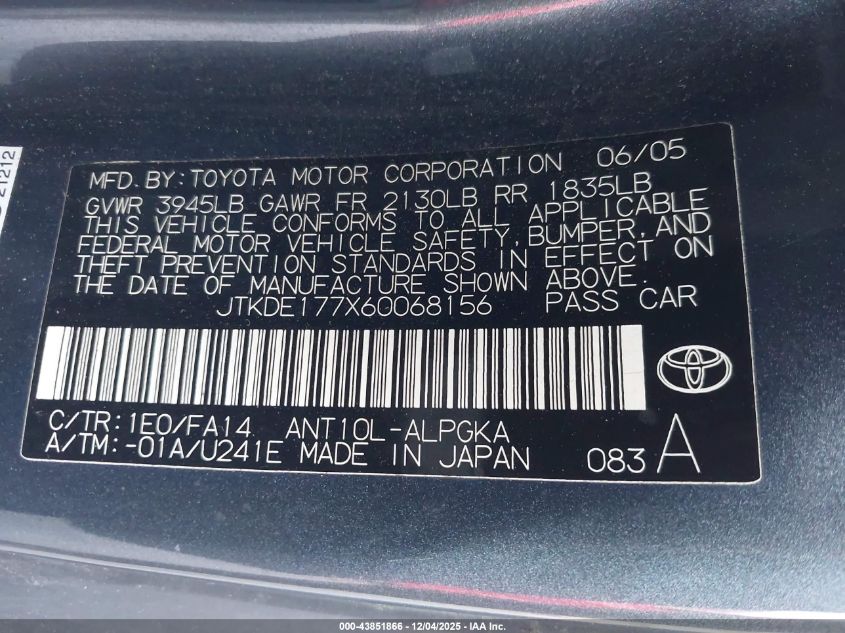 MFD. BY: TOYOTA MOTOR CORPORATION 06/05
GVWR 3945LB GAWR FR 2130LB RR 1835LB
THIS VEHICLE CONFORMS TO ALL APPLICABLE
FEDERAL MOTOR VEHICLE SAFETY, BUMPER, AND
THEFT PREVENTION STANDARDS IN EFFECT ON
THE DATE OF MANUFACTURE SHOWN ABOVE.
JTKDE177X60068156 PASS CAR
C/TR: 1E0/FA14 ANT10L-ALPGKA
A/TM: -01A/U241E MADE IN JAPAN 083 A
21212
000-43851866 - 12/04/2025 - IAA, Inc.